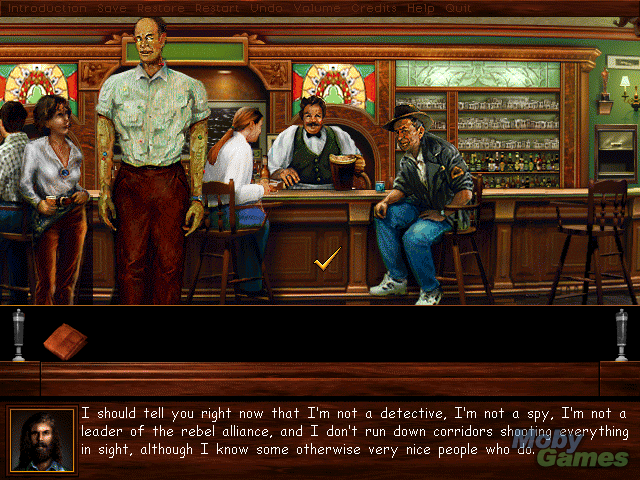 Introduction Save Restore Restart Undo Volume Credits Help Quit
I should tell you right now that I'm not a detective, I'm not a spy, I'm not a
leader of the rebel alliance, and I don't run down corridors shooting everything
in sight, although I know some otherwise very nice people who do.
Moby
Games